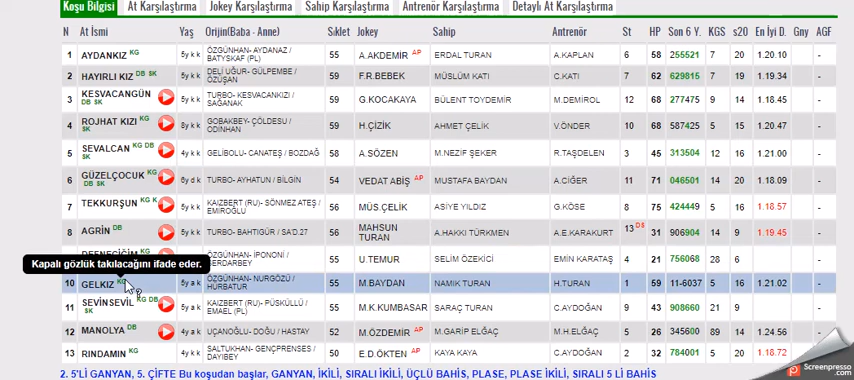 Koşu Bilgisi At Karşılaştırma Jokey Karşılaştırma Sahip Karşılaştırma Antrenör Karşılaştırma Detaylı At Karşılaştırma
N At İsmi Yaş Orijin(Baba - Anne) Sıklet Jokey Sahip Antrenör St HP Son 6 Y. KGS s20 En İyi D. Gny AGF
1 AYDANKIZ KG 5y k k ÖZGÜNHAN- AYDANAZ / BATYSKAF (PL) 55 A.AKDEMİR AP ERDAL TURAN A.KAPLAN 6 58 255521 7 20 1.20.10 -
2 HAYIRLI KIZ DB SK 5y k k DELİ UĞUR- GÜLPEMBE / ÖZÜŞAN 59 F.R.BEBEK MÜSLÜM KATI C.KATI 7 62 629815 7 19 1.19.34 -
3 KESVACANGÜN DB SK 5y k k TURBO- KESVACANKIZI / SAĞANAK 59 G.KOCAKAYA BÜLENT TOYDEMİR M.DEMİROL 12 68 277475 9 14 1.18.45 -
4 ROJHAT KIZI KG SK 8y k k GOBAKBEY- ÇÖLDESU / ODİNHAN 59 H.ÇİZİK AHMET ÇELİK V.ÖNDER 10 68 587425 5 15 1.20.47 -
5 SEVALCAN KG DB SK 4y k k GELİBOLU- CANATEŞ / BOZDAĞ 58 A.SÖZEN M.NEZİF ŞEKER R.TAŞDELEN 3 45 313504 12 16 1.21.00 -
6 GÜZELÇOCUK KG DB SK 6y d k TURBO- AYHATUN / BİLGİN 54 VEDAT ABİŞ AP MUSTAFA BAYDAN A.CİĞER 11 71 046501 14 20 1.18.09 -
7 TEKKURŞUN KG K 5y k k KAIZBERT (RU)- SÖNMEZ ATEŞ / EMİROĞLU 56 MÜS.ÇELİK ASİYE YILDIZ G.KÖSE 8 75 424449 5 16 1.18.57 -
8 AGRİN DB 5y k k TURBO- BAHTIGÜR / SAD.27 56 MAHSUN TURAN A.HAKKI TÜRKMEN A.E.KARAKURT 13 DS 31 906904 14 9 1.19.45 -
İPONONİ / SERDARBEY 55 U.TEMUR SELİM ÖZEKİCİ EMİN KARATAŞ 4 21 756068 28 6 -
Kapalı gözlük takılacağını ifade eder.
10 GELKIZ KG 5y a k ÖZGÜNHAN- NURGÖZÜ / HÜRBATUR 55 M.BAYDAN NAMIK TURAN H.TURAN 1 59 11-6037 5 16 1.21.02 -
11 SEVİNSEVİL KG DB SK 5y a k KAIZBERT (RU)- PÜSKÜLLÜ / EMAEL (PL) 55 M.K.KUMBASAR SARAÇ TURAN C.AYDOĞAN 9 43 908660 21 9 -
12 MANOLYA DB 4y a k UÇANOĞLU- DOĞU / HASTAY 52 M.ÖZDEMİR AP M.GARİP ELĞAÇ M.H.ELĞAÇ 5 26 345600 89 14 1.24.56 -
13 RINDAMIN KG 5y k k SALTUKHAN- GENÇPRENSES / DAYIBEY 50 E.D.ÖKTEN AP KAYA KAYA C.AYDOĞAN 2 32 784001 5 20 1.18.72 -
2. 5'Lİ GANYAN, 5. ÇİFTE Bu koşudan başlar, GANYAN, İKİLİ, SIRALI İKİLİ, ÜÇLÜ BAHİS, PLASE, PLASE İKİLİ, SIRALI 5 Lİ BAHİS
Screenpresso
.com